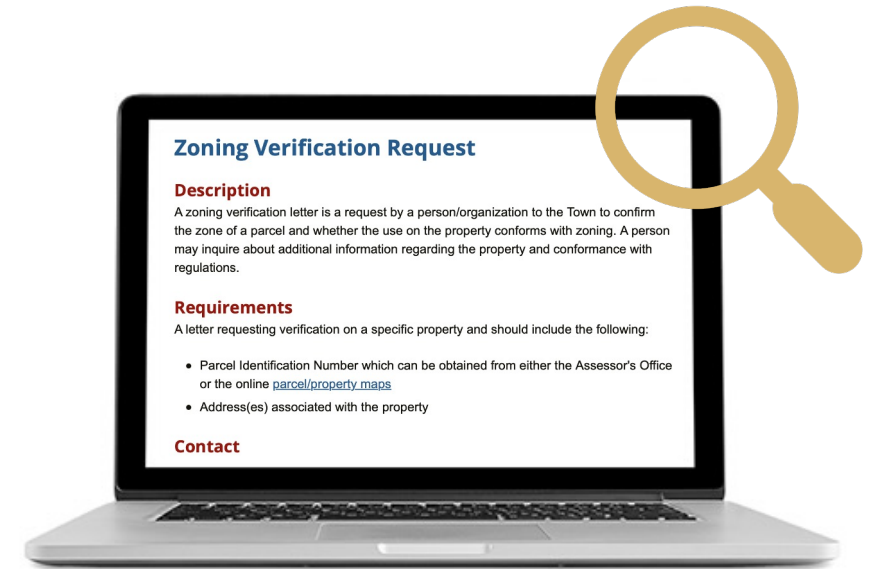 Zoning Verification Request
Description
A zoning verification letter is a request by a person/organization to the Town to confirm
the zone of a parcel and whether the use on the property conforms with zoning. A person
may inquire about additional information regarding the property and conformance with
regulations.
Requirements
A letter requesting verification on a specific property and should include the following:
• Parcel Identification Number which can be obtained from either the Assessor's Office
or the online parcel/property maps
• Address(es) associated with the property
Contact